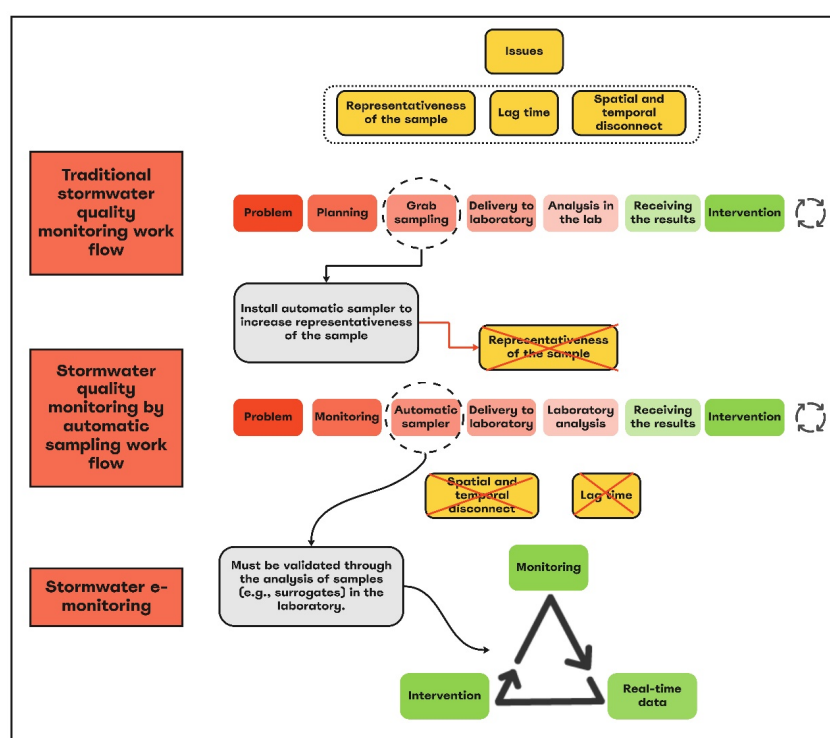 Issues
Representativeness
of the sample
Lag time
Spatial and
temporal
disconnect
Traditional
stormwater
quality
monitoring work
flow
Problem
Planning
Grab
sampling
Delivery to
laboratory
Analysis in
the lab
Receiving
the results
Intervention
Install automatic sampler to
increase representativeness
of the sample
Representativeness
of the sample
Stormwater
quality
monitoring by
automatic
sampling work
flow
Problem
Monitoring
Automatic
sampler
Delivery to
laboratory
Laboratory
analysis
Receiving
the results
Intervention
Spatial and
temporal
disconnect
Lag time
Stormwater e-
monitoring
Must be validated through
the analysis of samples
(e.g., surrogates) in the
laboratory.
Monitoring
Intervention
Real-time
data